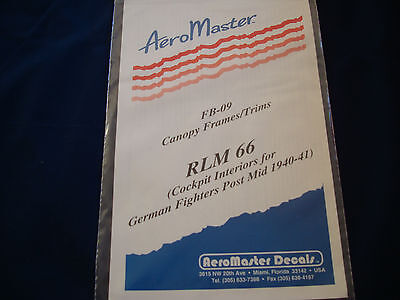 AeroMaster™
FB-09
Canopy Frames/Trims
RLM 66
(Cockpit Interiors for
German Fighters Post Mid 1940-41)
AeroMaster Decals
3615 NW 20th Ave • Miami, Florida 33142 • USA
Tel. (305) 633-7388 • Fax (305) 638-4197